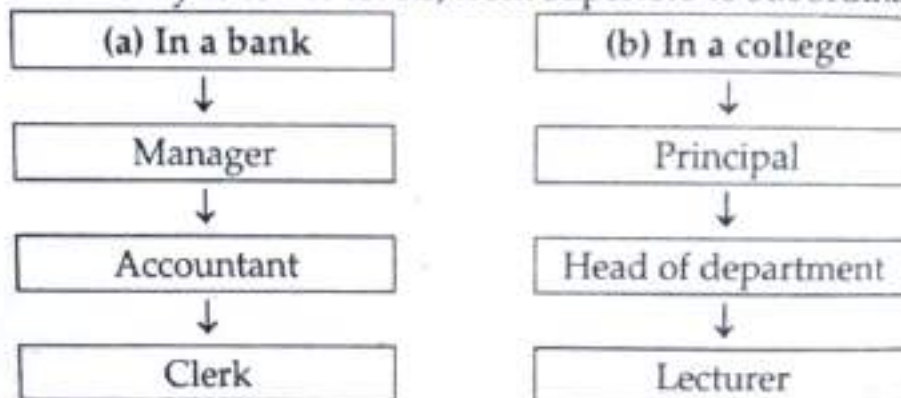 (a) In a bank (b) In a college
Manager Principal
Accountant Head of department
Clerk Lecturer